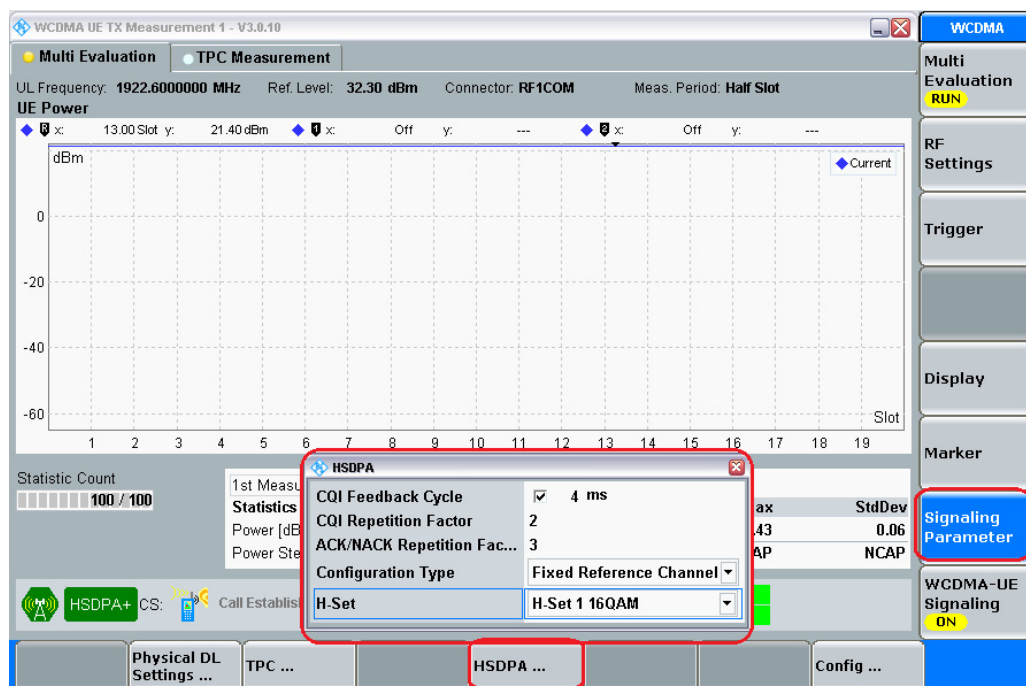 WCDMA UE TX Measurement 1 - V3.0.10
WCDMA
Multi Evaluation TPC Measurement
UL Frequency: 1922.6000000 MHz Ref. Level: 32.30 dBm Connector: RF1COM Meas. Period: Half Slot
UE Power
R x: 13.00 Slot y: 21.40 dBm 1 x: Off y: --- 2 x: Off y: ---
dBm
Current
0
-20
-40
-60
Slot
1 2 3 4 5 6 7 8 9 10 11 12 13 14 15 16 17 18 19
Statistic Count
100 / 100
1st Measu
Statistics ax StdDev
Power [dB .43 0.06
Power Ste AP NCAP
HSDPA
CQI Feedback Cycle 4 ms
CQI Repetition Factor 2
ACK/NACK Repetition Fac... 3
Configuration Type Fixed Reference Channel
H-Set H-Set 1 16QAM
HSDPA+ CS: Call Establis
Physical DL
Settings ...
TPC ...
HSDPA ...
Config ...
Multi
Evaluation
RUN
RF
Settings
Trigger
Display
Marker
Signaling
Parameter
WCDMA-UE
Signaling
ON